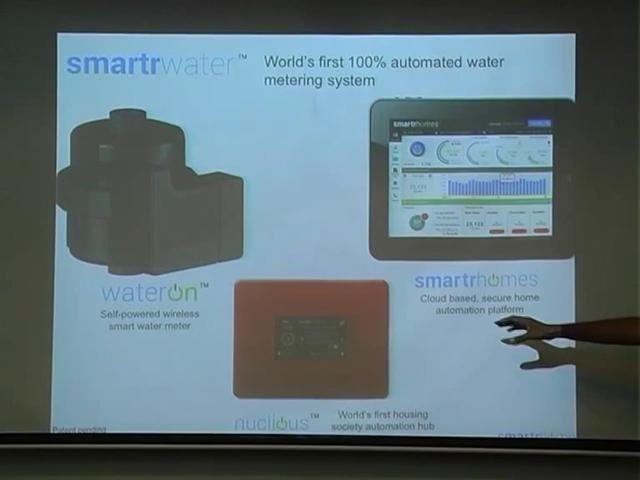 smartrwater™
World's first 100% automated water
metering system
smartrhomes
wateron™
Self-powered wireless
smart water meter
smartrhomes
Cloud based, secure home
automation platform
nuclious™
World's first housing
society automation hub
Patent pending